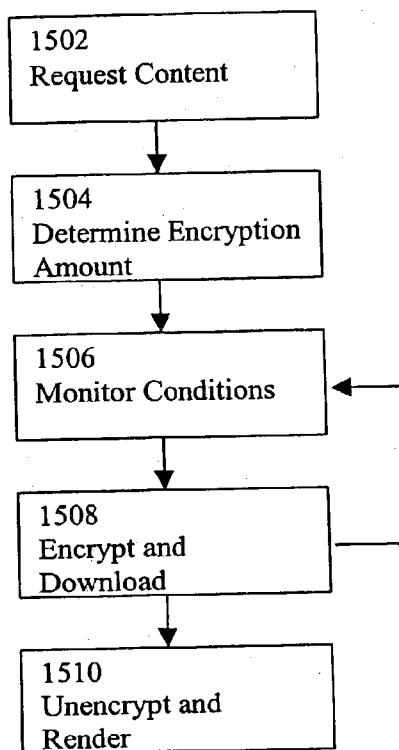 1502
Request Content
1504
Determine Encryption
Amount
1506
Monitor Conditions
1508
Encrypt and
Download
1510
Unencrypt and
Render